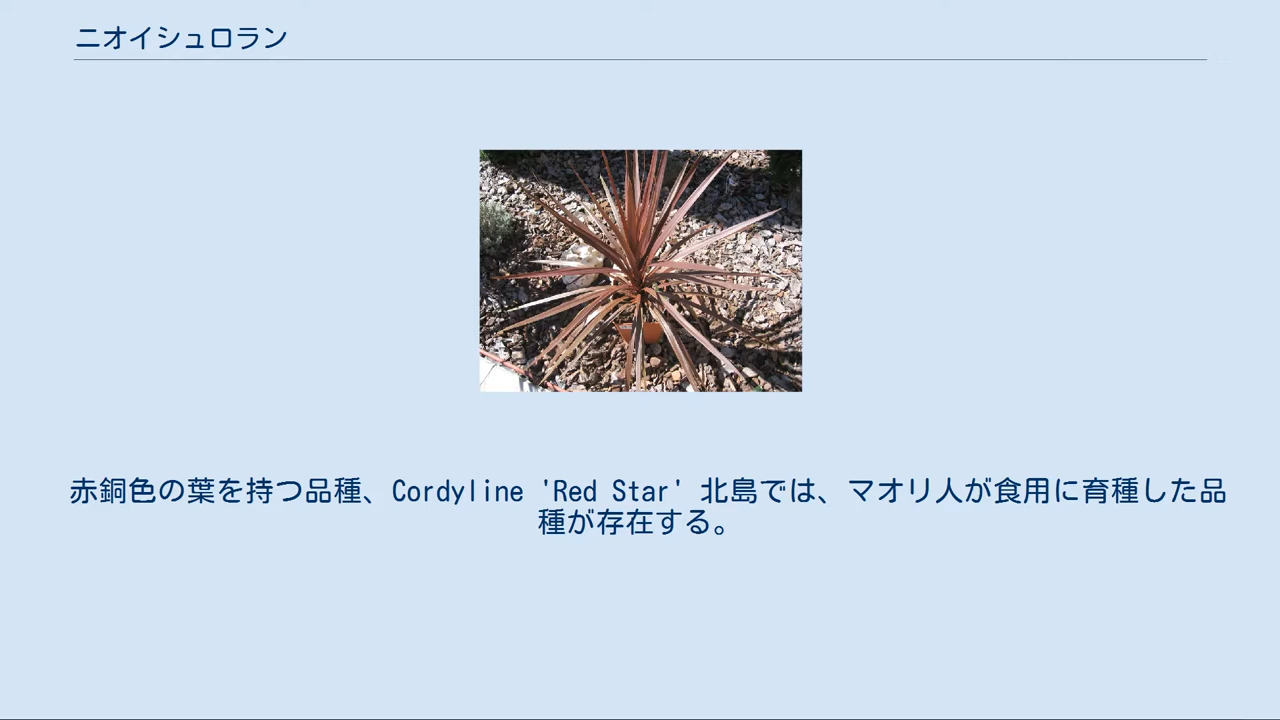 ニオイシュロラン
赤銅色の葉を持つ品種、Cordyline 'Red Star' 北島では、マオリ人が食用に育種した品
種が存在する。